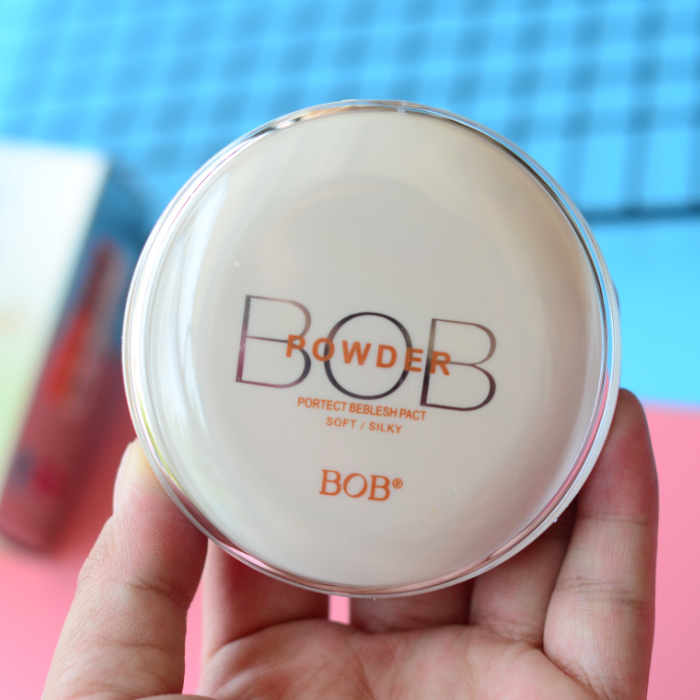 BOB
POWDER
PORTECT BEBLESH PACT
SOFT / SILKY
BOB®